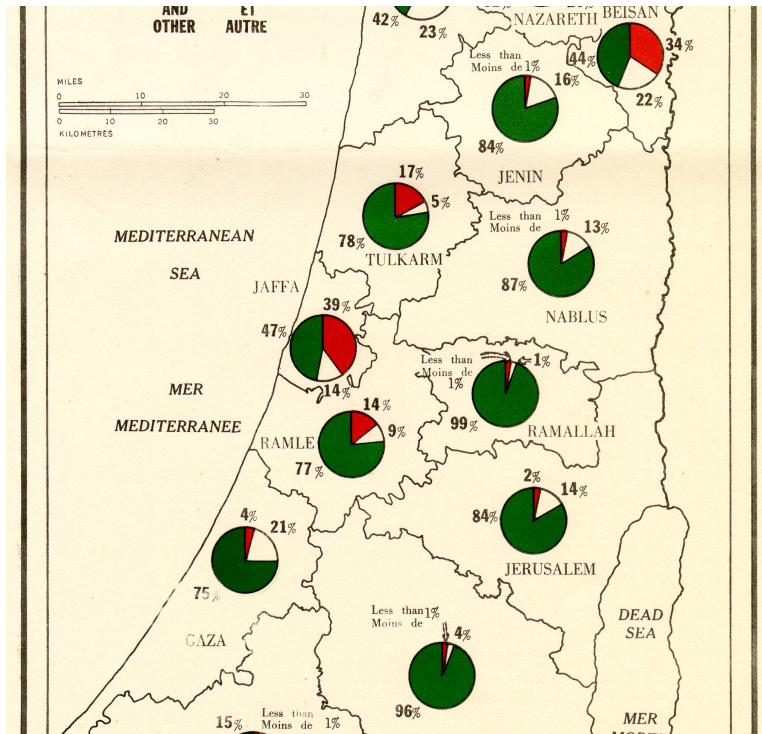 AND ET
OTHER AUTRE
42%
23%
NAZARETH
BEISAN
34%
44%
22%
Less than
Moins de 1%
16%
84%
JENIN
MILES
0 10 20 30
0 10 20 30
KILOMETRÈS
17%
5%
78%
TULKARM
Less than 1%
Moins de
13%
87%
NABLUS
MEDITERRANEAN
SEA
JAFFA
39%
47%
14%
Less than
Moins de
1%
1%
99%
RAMALLAH
MER
MEDITERRANEE
14%
9%
RAMLE
77%
2%
14%
84%
JERUSALEM
4%
21%
75%
GAZA
DEAD
SEA
Less than 1%
Moins de
4%
96%
15%
Less than
Moins de 1%
MER